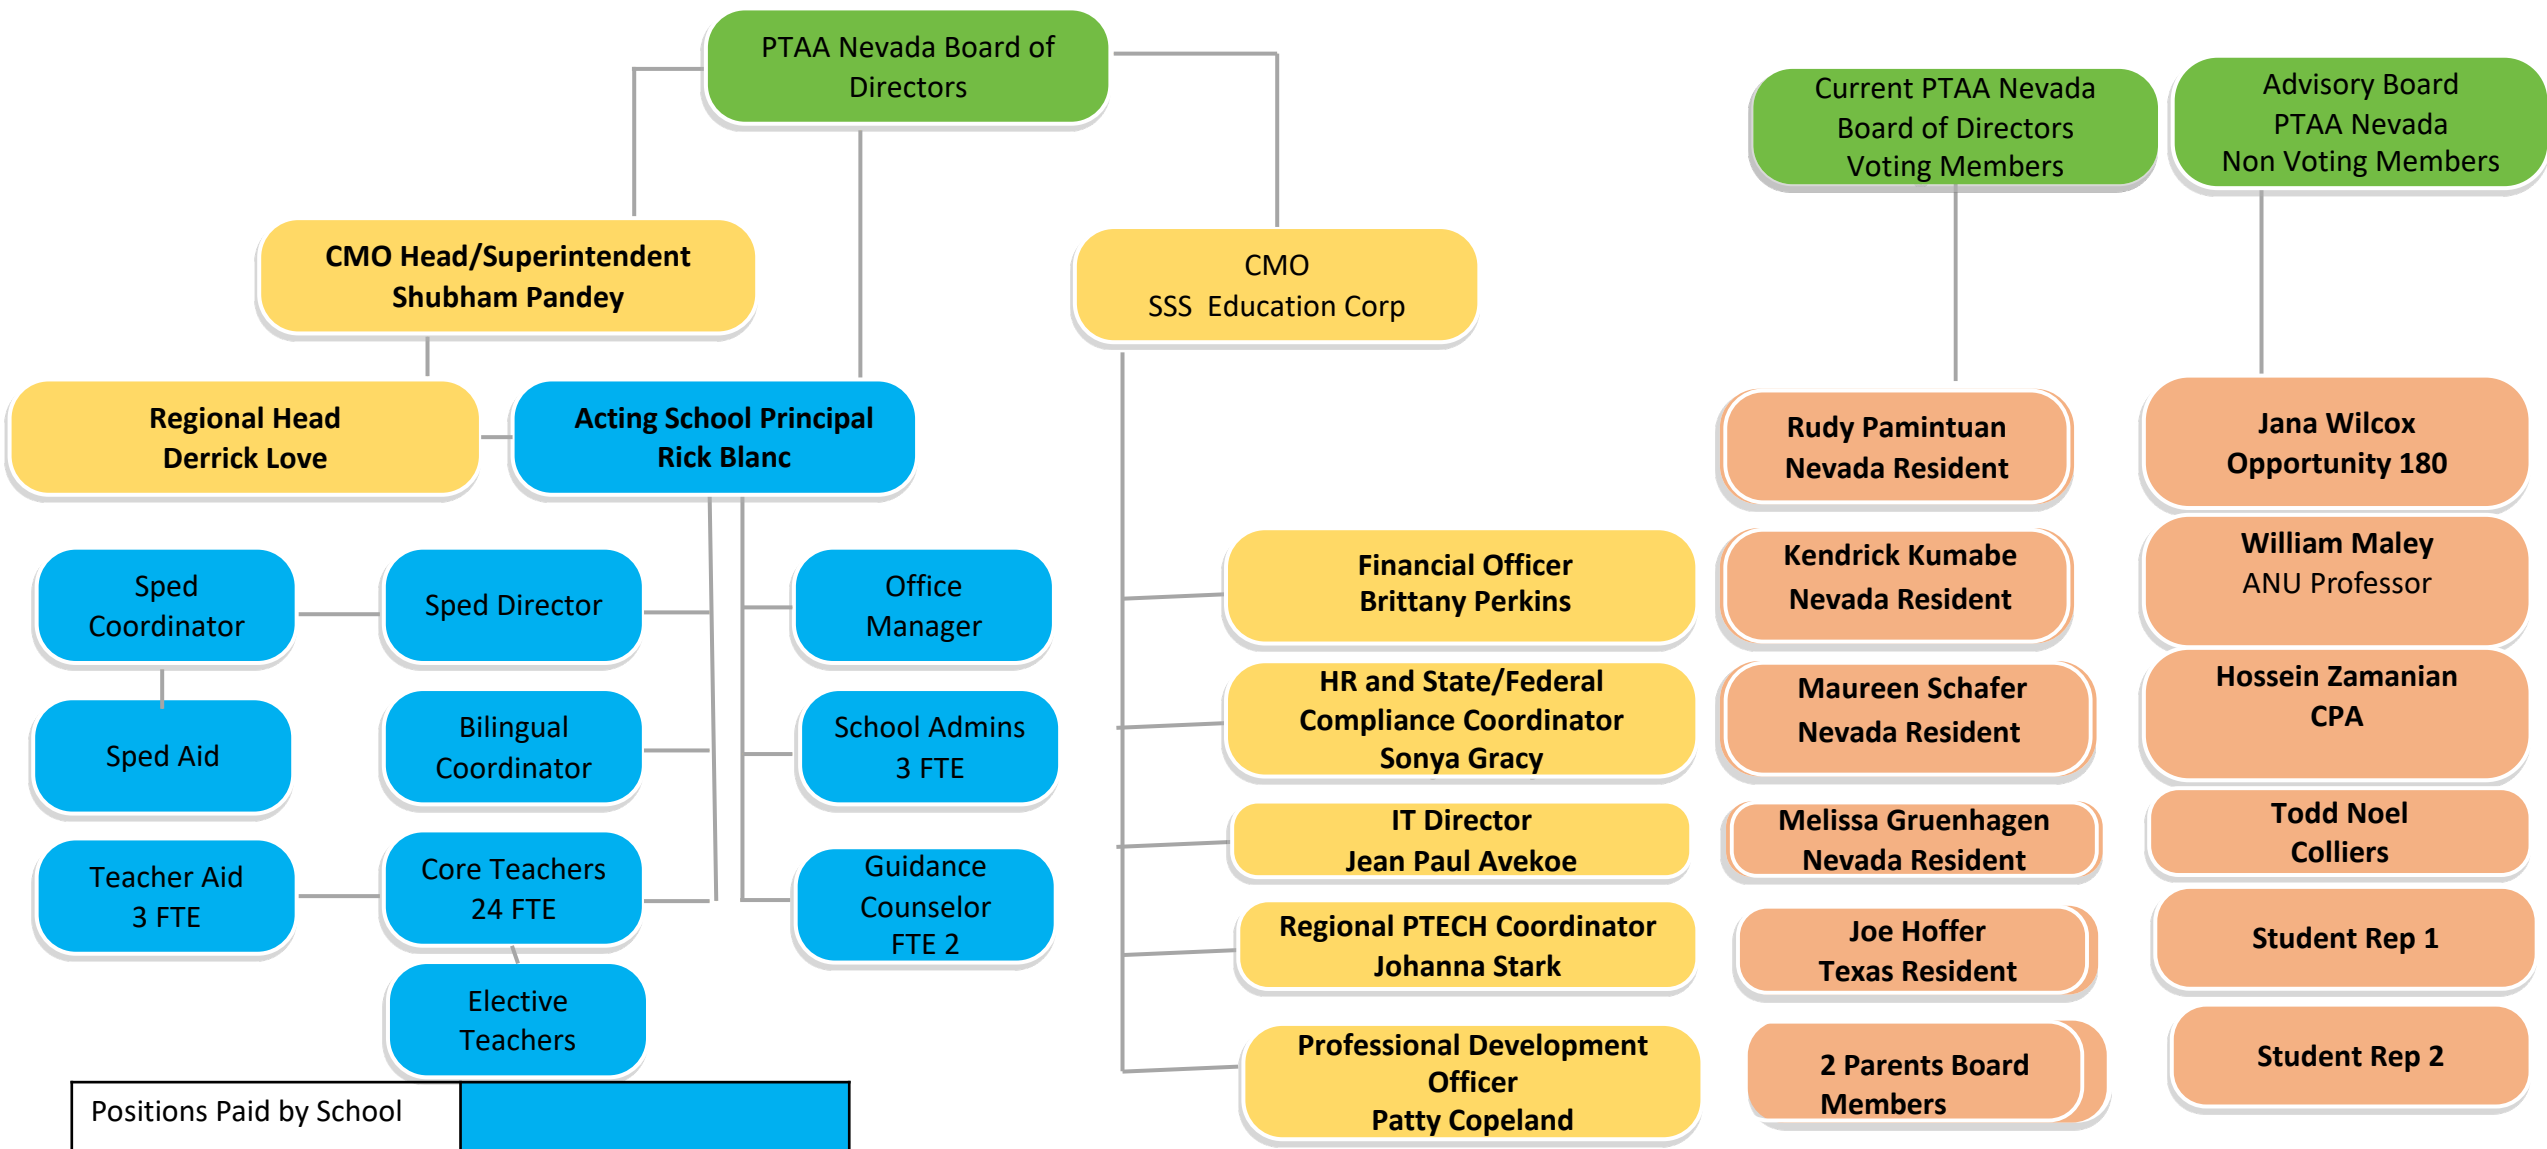 PTAA Nevada Board of
Directors
Current PTAA Nevada
Board of Directors
Voting Members
Advisory Board
PTAA Nevada
Non Voting Members
CMO Head/Superintendent
Shubham Pandey
CMO
SSS Education Corp
Regional Head
Derrick Love
Acting School Principal
Rick Blanc
Sped
Coordinator
Sped Director
Office
Manager
Sped Aid
Bilingual
Coordinator
School Admins
3 FTE
Teacher Aid
3 FTE
Core Teachers
24 FTE
Guidance
Counselor
FTE 2
Elective
Teachers
Financial Officer
Brittany Perkins
HR and State/Federal
Compliance Coordinator
Sonya Gracy
IT Director
Jean Paul Avekoe
Regional PTECH Coordinator
Johanna Stark
Professional Development
Officer
Patty Copeland
Rudy Pamintuan
Nevada Resident
Kendrick Kumabe
Nevada Resident
Maureen Schafer
Nevada Resident
Melissa Gruenhagen
Nevada Resident
Joe Hoffer
Texas Resident
2 Parents Board
Members
Jana Wilcox
Opportunity 180
William Maley
ANU Professor
Hossein Zamanian
CPA
Todd Noel
Colliers
Student Rep 1
Student Rep 2
Positions Paid by School